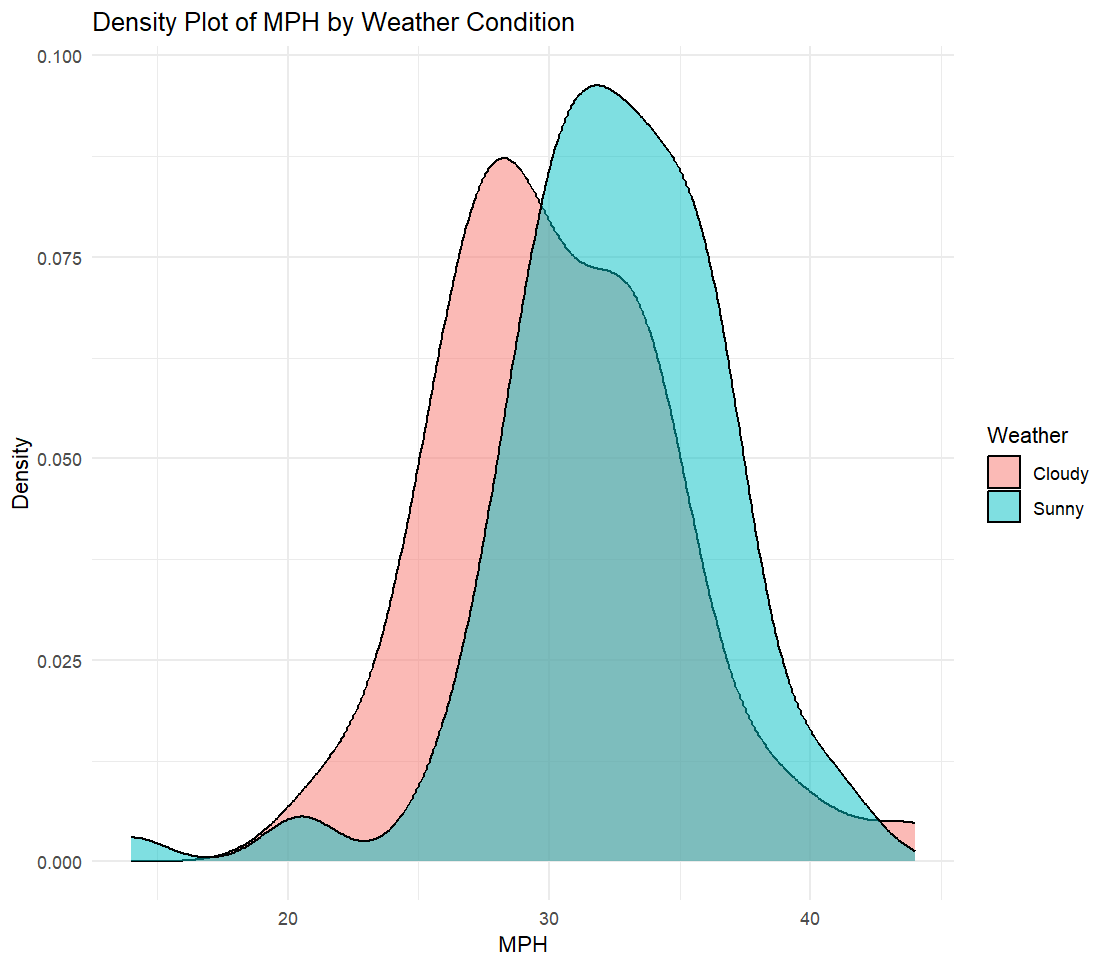 Density Plot of MPH by Weather Condition
0.100
0.075
0.050
0.025
0.000
Density
20 30 40
MPH
Weather
Cloudy
Sunny